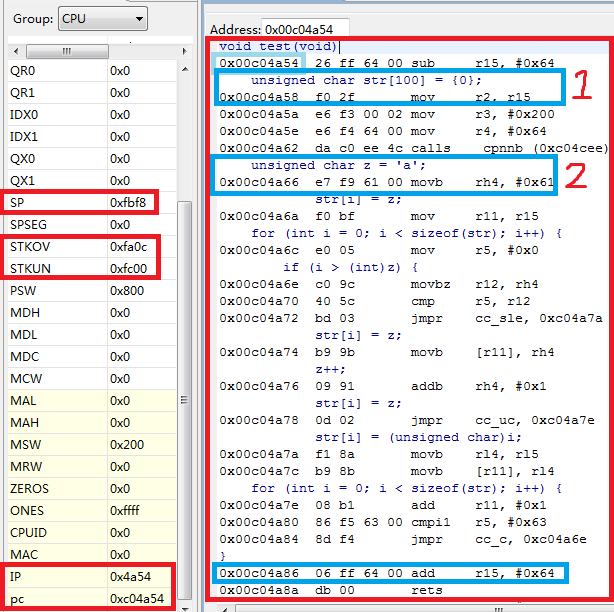 Group: CPU
QR0 0x0
QR1 0x0
IDX0 0x0
IDX1 0x0
QX0 0x0
QX1 0x0
SP 0xfbf8
SPSEG 0x0
STKOV 0xfa0c
STKUN 0xfc00
PSW 0x800
MDH 0x0
MDL 0x0
MDC 0x0
MCW 0x0
MAL 0x0
MAH 0x0
MSW 0x200
MRW 0x0
ZEROS 0x0
ONES 0xffff
CPUID 0x0
MAC 0x0
IP 0x4a54
pc 0xc04a54
Address: 0x00c04a54
void test(void)
0x00c04a54 26 ff 64 00 sub r15, #0x64
unsigned char str[100] = {0};
0x00c04a58 f0 2f mov r2, r15
0x00c04a5a e6 f3 00 02 mov r3, #0x200
0x00c04a5e e6 f4 64 00 mov r4, #0x64
0x00c04a62 da c0 ee 4c calls cpnnb (0xc04cee)
unsigned char z = 'a';
0x00c04a66 e7 f9 61 00 movb rh4, #0x61
str[i] = z;
0x00c04a6a f0 bf mov r11, r15
for (int i = 0; i < sizeof(str); i++) {
0x00c04a6c e0 05 mov r5, #0x0
if (i > (int)z) {
0x00c04a6e c0 9c movbz r12, rh4
0x00c04a70 40 5c cmp r5, r12
0x00c04a72 bd 03 jmpr cc_sle, 0xc04a7a
str[i] = z;
0x00c04a74 b9 9b movb [r11], rh4
z++;
0x00c04a76 09 91 addb rh4, #0x1
str[i] = z;
0x00c04a78 0d 02 jmpr cc_uc, 0xc04a7e
str[i] = (unsigned char)i;
0x00c04a7a f1 8a movb rl4, rl5
0x00c04a7c b9 8b movb [r11], rl4
for (int i = 0; i < sizeof(str); i++) {
0x00c04a7e 08 b1 add r11, #0x1
0x00c04a80 86 f5 63 00 cmpi1 r5, #0x63
0x00c04a84 8d f4 jmpr cc_c, 0xc04a6e
}
0x00c04a86 06 ff 64 00 add r15, #0x64
0x00c04a8a db 00 rets
1
2